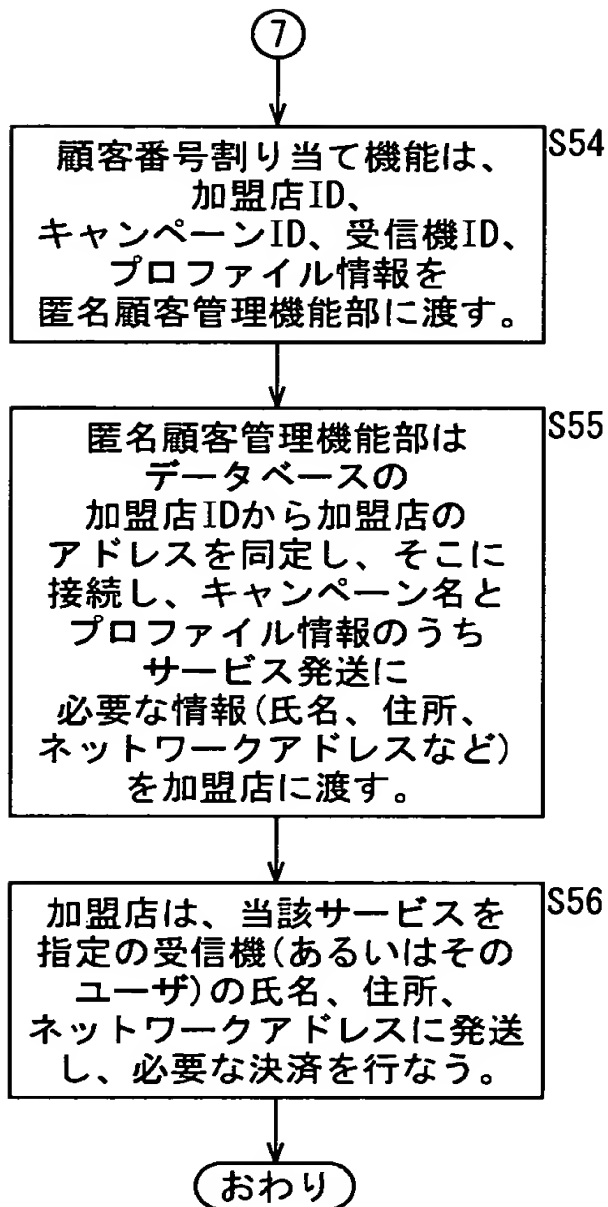 7
S54
顧客番号割り当て機能は、
加盟店ID、
キャンペーンID、受信機ID、
プロファイル情報を
匿名顧客管理機能部に渡す。
S55
匿名顧客管理機能部は
データベースの
加盟店IDから加盟店の
アドレスを同定し、そこに
接続し、キャンペーン名と
プロファイル情報のうち
サービス発送に
必要な情報(氏名、住所、
ネットワークアドレスなど)
を加盟店に渡す。
S56
加盟店は、当該サービスを
指定の受信機(あるいはその
ユーザ)の氏名、住所、
ネットワークアドレスに発送
し、必要な決済を行なう。
おわり